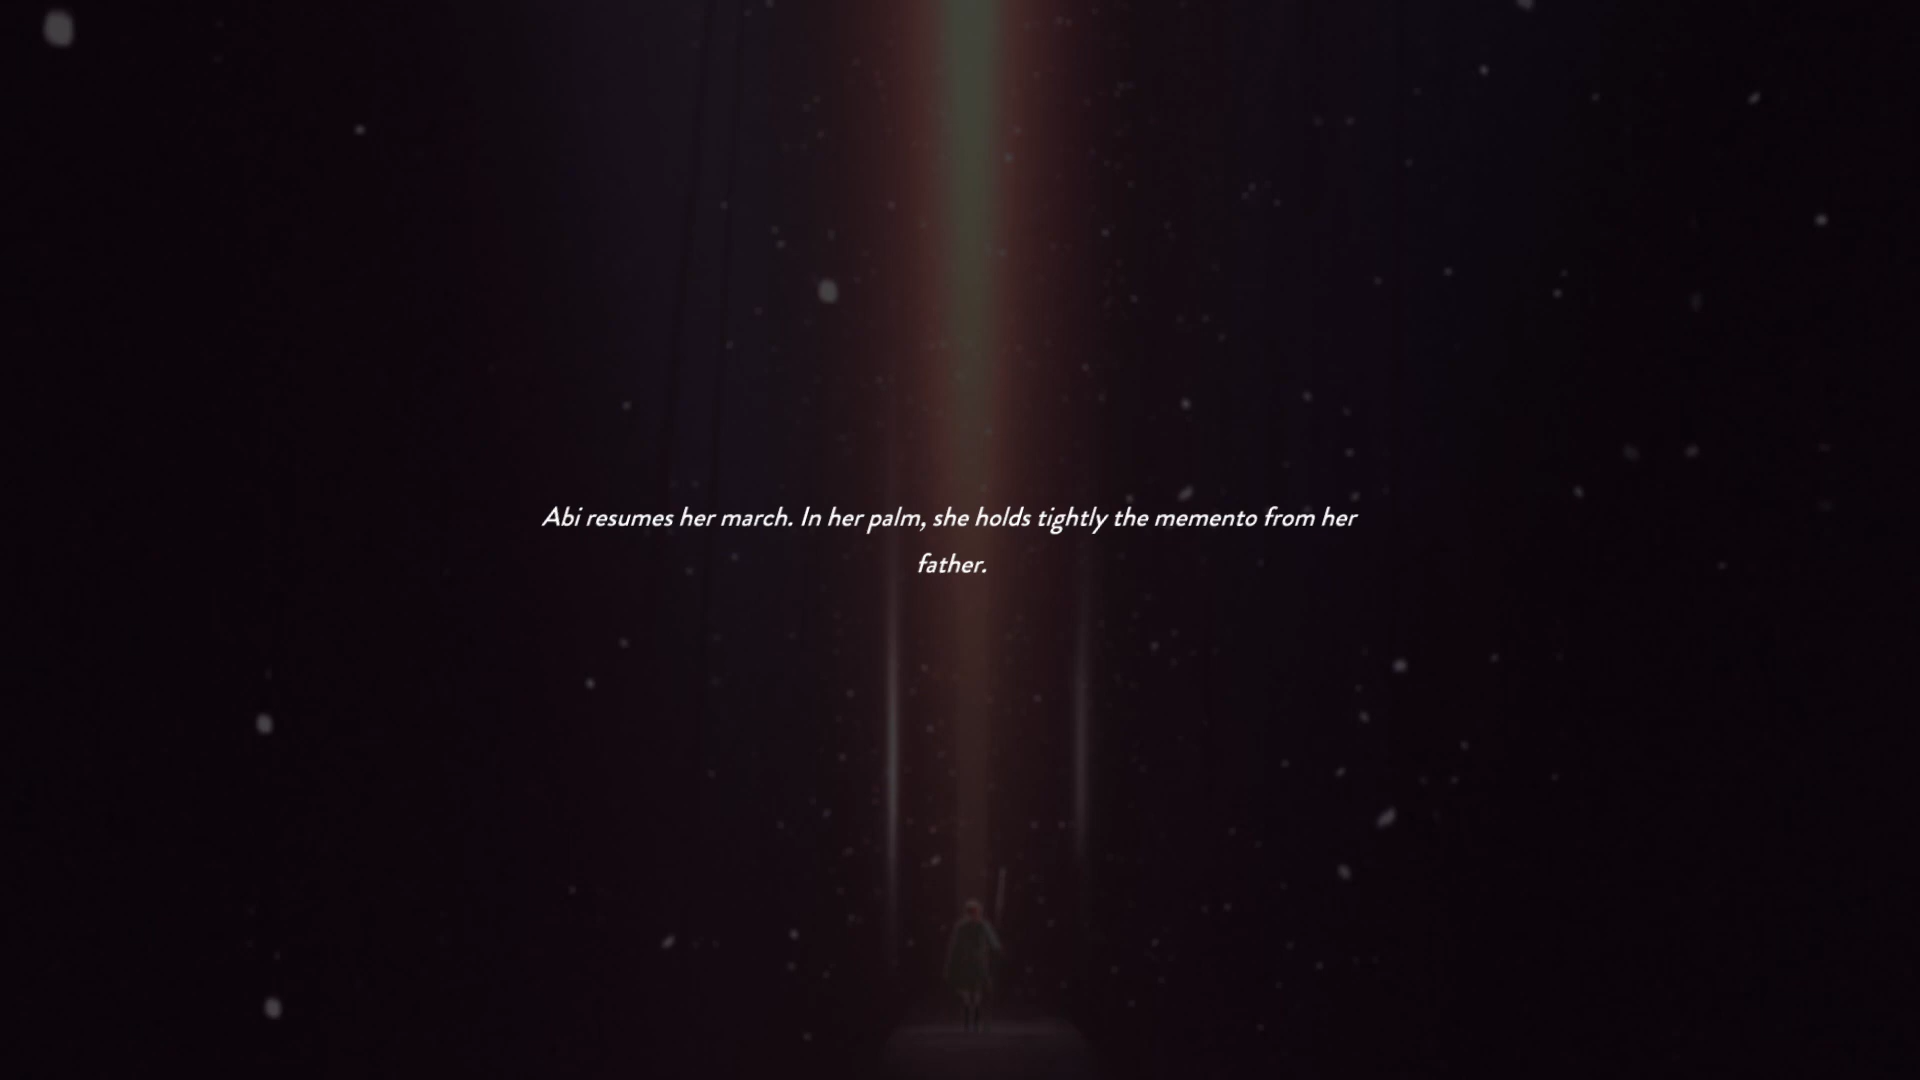 Abi resumes her march. In her palm, she holds tightly the memento from her
father.